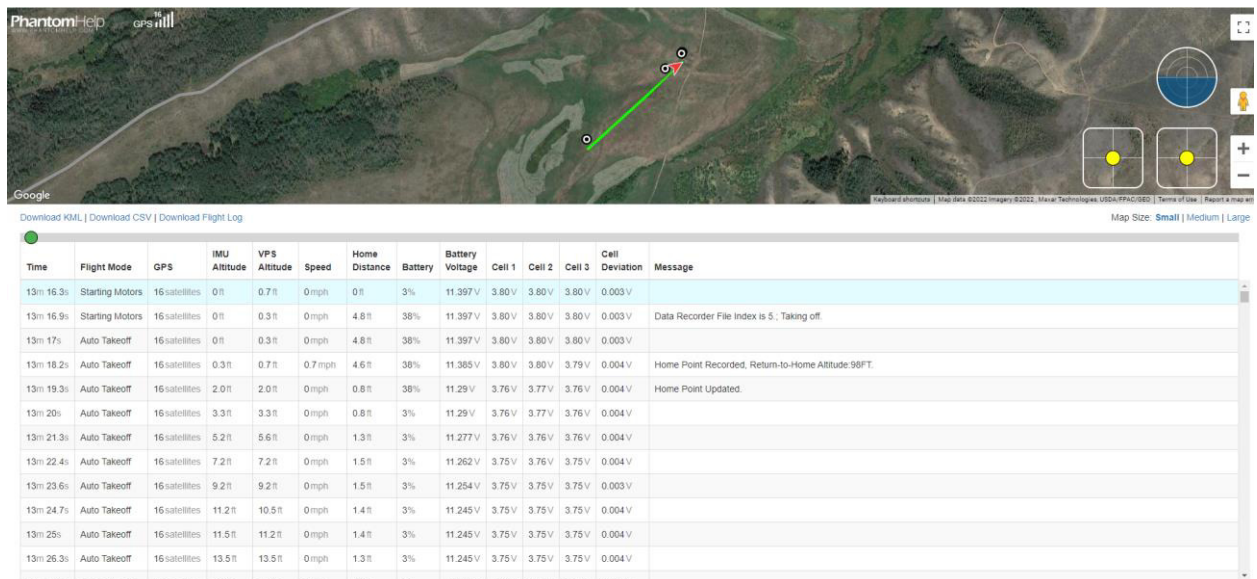 PhantomHelp GPS 16
WWW.PHANTOMHELP.COM
Google
Keyboard shortcuts | Map data ©2022 Imagery ©2022 , Maxar Technologies, USDA/FPAC/GEO | Terms of Use | Report a map err
Download KML | Download CSV | Download Flight Log Map Size: Small | Medium | Large
Time Flight Mode GPS IMU Altitude VPS Altitude Speed Home Distance Battery Battery Voltage Cell 1 Cell 2 Cell 3 Cell Deviation Message
13m 16.3s Starting Motors 16 satellites 0 ft 0.7 ft 0 mph 0 ft 3% 11.397 V 3.80 V 3.80 V 3.80 V 0.003 V
13m 16.9s Starting Motors 16 satellites 0 ft 0.3 ft 0 mph 4.8 ft 38% 11.397 V 3.80 V 3.80 V 3.80 V 0.003 V Data Recorder File Index is 5.; Taking off.
13m 17s Auto Takeoff 16 satellites 0 ft 0.3 ft 0 mph 4.8 ft 38% 11.397 V 3.80 V 3.80 V 3.80 V 0.003 V
13m 18.2s Auto Takeoff 16 satellites 0.3 ft 0.7 ft 0.7 mph 4.6 ft 38% 11.385 V 3.80 V 3.80 V 3.79 V 0.004 V Home Point Recorded, Return-to-Home Altitude:98FT.
13m 19.3s Auto Takeoff 16 satellites 2.0 ft 2.0 ft 0 mph 0.8 ft 38% 11.29 V 3.76 V 3.77 V 3.76 V 0.004 V Home Point Updated.
13m 20s Auto Takeoff 16 satellites 3.3 ft 3.3 ft 0 mph 0.8 ft 3% 11.29 V 3.76 V 3.77 V 3.76 V 0.004 V
13m 21.3s Auto Takeoff 16 satellites 5.2 ft 5.6 ft 0 mph 1.3 ft 3% 11.277 V 3.76 V 3.76 V 3.76 V 0.004 V
13m 22.4s Auto Takeoff 16 satellites 7.2 ft 7.2 ft 0 mph 1.5 ft 3% 11.262 V 3.75 V 3.76 V 3.75 V 0.004 V
13m 23.6s Auto Takeoff 16 satellites 9.2 ft 9.2 ft 0 mph 1.5 ft 3% 11.254 V 3.75 V 3.75 V 3.75 V 0.003 V
13m 24.7s Auto Takeoff 16 satellites 11.2 ft 10.5 ft 0 mph 1.4 ft 3% 11.245 V 3.75 V 3.75 V 3.75 V 0.004 V
13m 25s Auto Takeoff 16 satellites 11.5 ft 11.2 ft 0 mph 1.4 ft 3% 11.245 V 3.75 V 3.75 V 3.75 V 0.004 V
13m 26.3s Auto Takeoff 16 satellites 13.5 ft 13.5 ft 0 mph 1.3 ft 3% 11.245 V 3.75 V 3.75 V 3.75 V 0.004 V